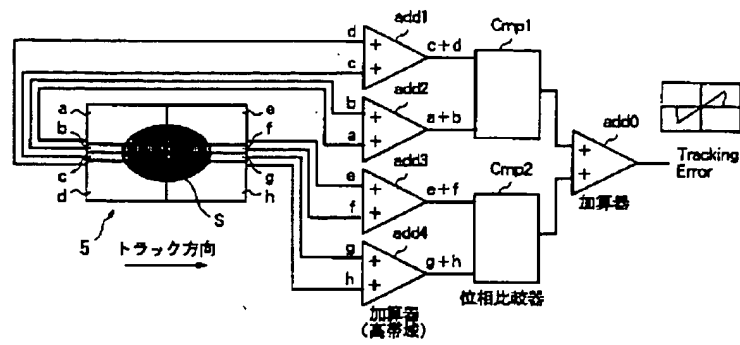 add1
Cmp1
d
c
c+d
add2
b
a
a+b
add0
Tracking
Error
加算器
a
e
b
f
c
g
d
h
S
5
トラック方向
add3
Cmp2
e
f
e+f
add4
g
h
g+h
加算器
(高帯域)
位相比較器
+
+
+
+
+
+
+
+
+
+